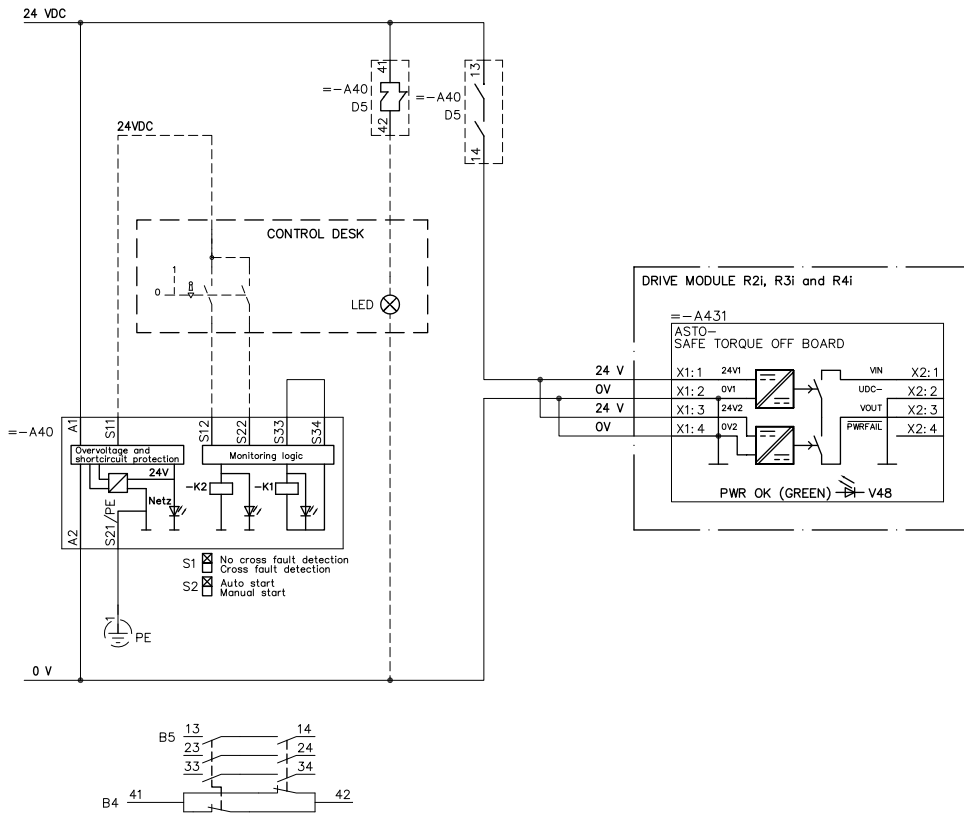 24 VDC
41
=-A40
D5
42
13
=-A40
D5
14
24VDC
CONTROL DESK
1
0
LED
DRIVE MODULE R2i, R3i and R4i
=-A431
ASTO-
SAFE TORQUE OFF BOARD
24 V X1:1 24V1 VIN X2:1
0V X1:2 0V1 UDC- X2:2
24 V X1:3 24V2 VOUT X2:3
0V X1:4 0V2 PWRFAIL X2:4
PWR OK (GREEN) V48
=-A40
A1 S11 S12 S22 S33 S34
Overvoltage and
shortcircuit protection
Monitoring logic
24V
Netz
-K2 -K1
A2 S21/PE
S1 No cross fault detection
Cross fault detection
S2 Auto start
Manual start
1
PE
0 V
B5 13 14
23 24
33 34
B4 41 42